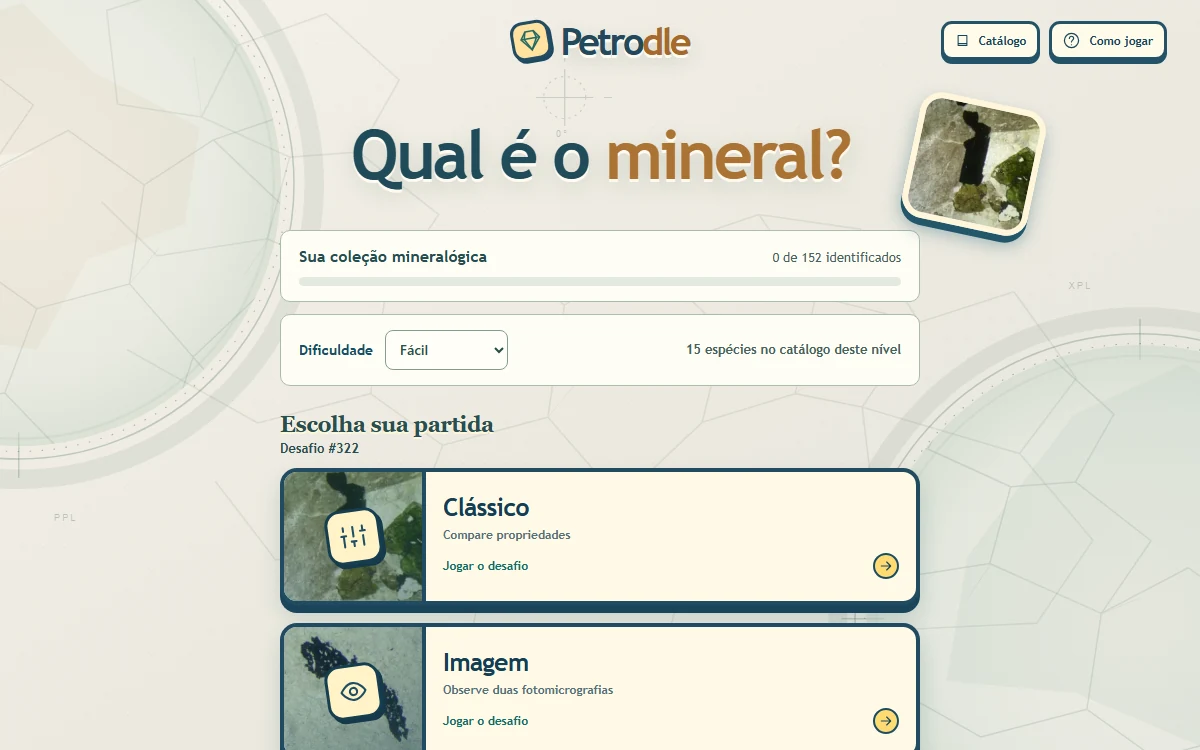 Petrodle
Catálogo
Como jogar
0°
Qual é o mineral?
Sua coleção mineralógica
0 de 152 identificados
XPL
Dificuldade
Fácil
15 espécies no catálogo deste nível
Escolha sua partida
Desafio #322
PPL
Clássico
Compare propriedades
Jogar o desafio
Imagem
Observe duas fotomicrografias
Jogar o desafio